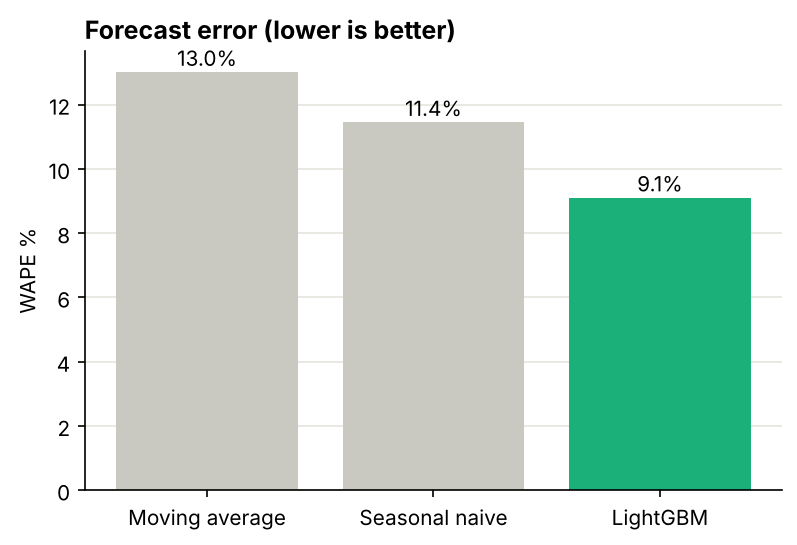 Forecast error (lower is better)
13.0%
11.4%
9.1%
WAPE %
12
10
8
6
4
2
0
Moving average
Seasonal naive
LightGBM